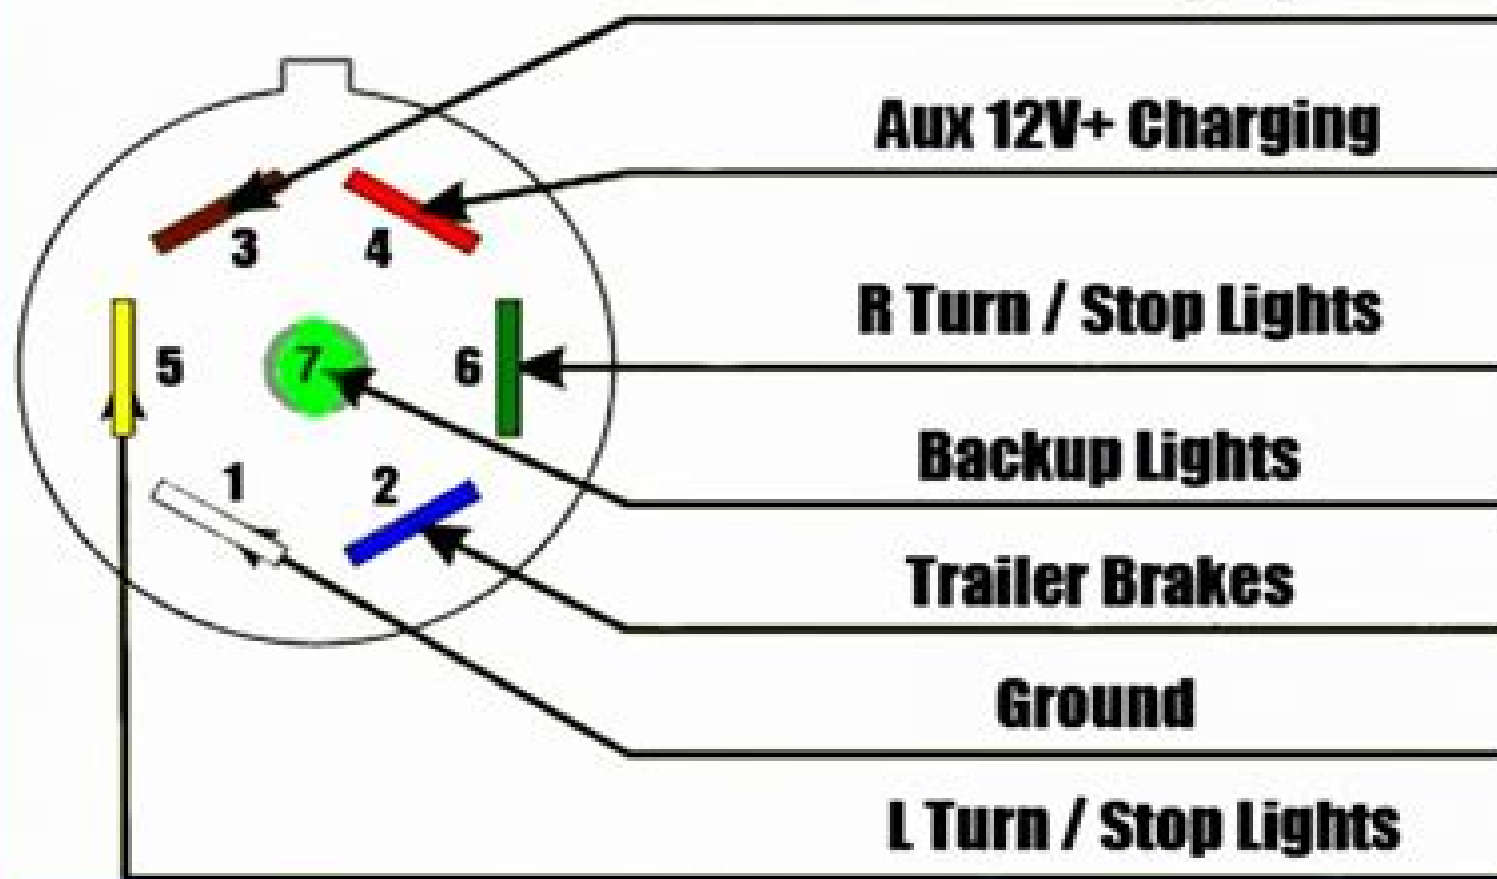 Aux 12V+ Charging
3 4
R Turn / Stop Lights
5 7 6
Backup Lights
1 2
Trailer Brakes
Ground
L Turn / Stop Lights